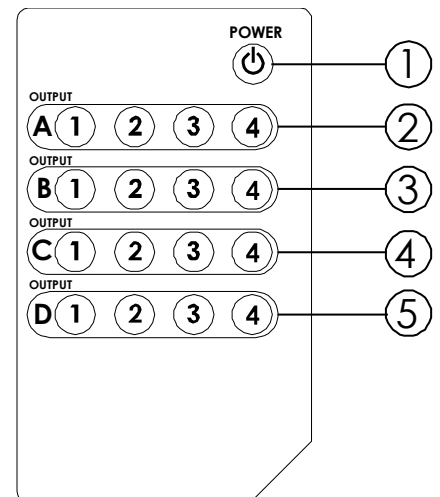 POWER
1
OUTPUT
A 1 2 3 4 2
OUTPUT
B 1 2 3 4 3
OUTPUT
C 1 2 3 4 4
OUTPUT
D 1 2 3 4 5